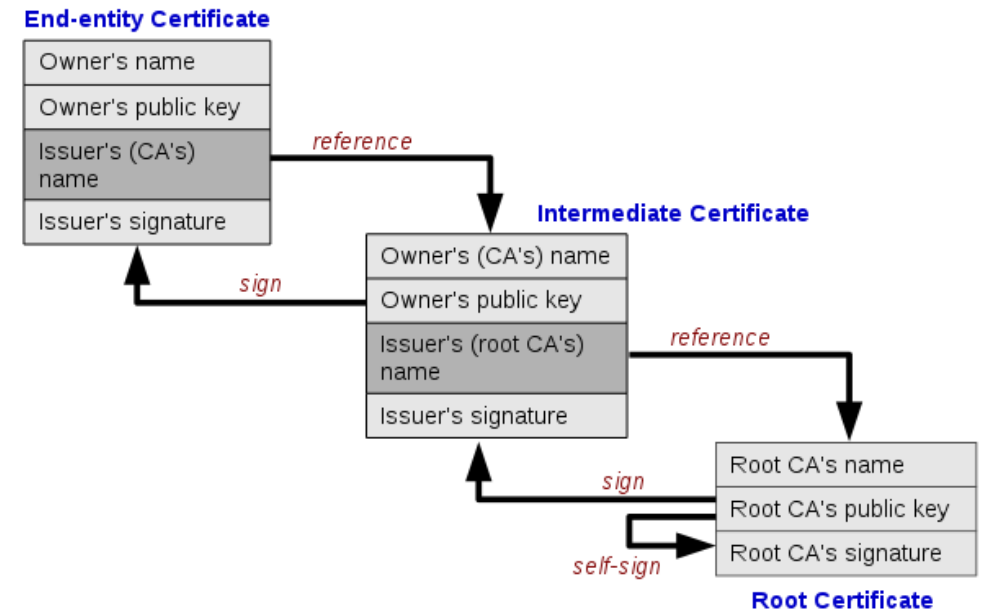 End-entity Certificate
Owner's name
Owner's public key
Issuer's (CA's)
name
Issuer's signature
reference
sign
Intermediate Certificate
Owner's (CA's) name
Owner's public key
Issuer's (root CA's)
name
Issuer's signature
reference
sign
self-sign
Root CA's name
Root CA's public key
Root CA's signature
Root Certificate